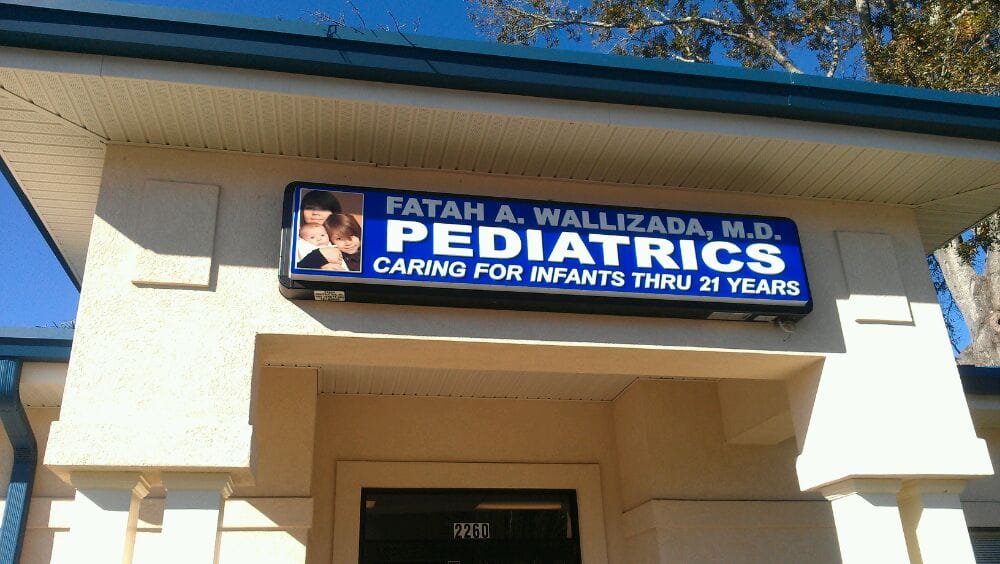 FATAH A. WALLIZADA, M.D.
PEDIATRICS
CARING FOR INFANTS THRU 21 YEARS
2260